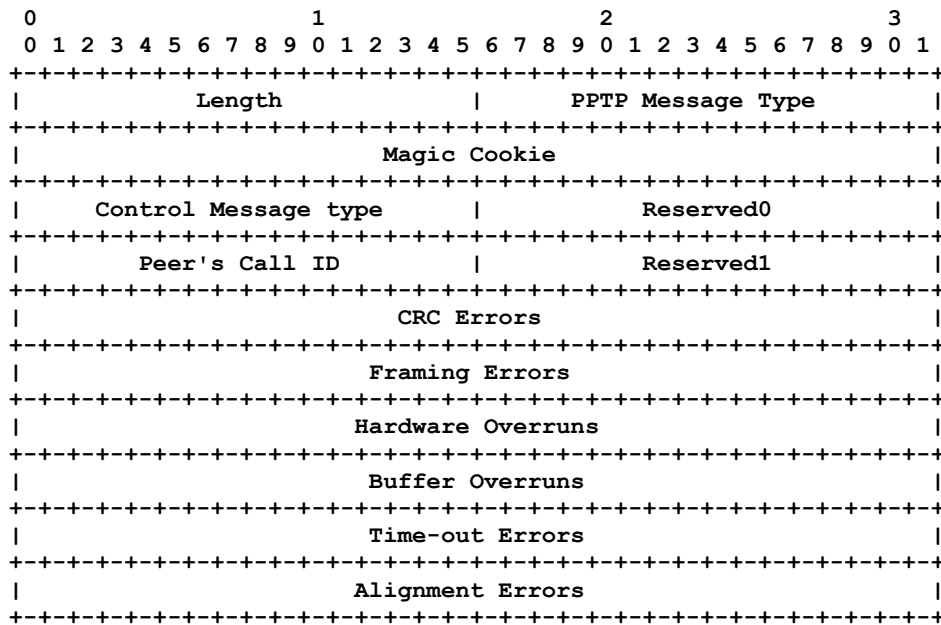 0                   1                   2                   3
 0 1 2 3 4 5 6 7 8 9 0 1 2 3 4 5 6 7 8 9 0 1 2 3 4 5 6 7 8 9 0 1
+-+-+-+-+-+-+-+-+-+-+-+-+-+-+-+-+-+-+-+-+-+-+-+-+-+-+-+-+-+-+-+-+
|            Length             |      PPTP Message Type        |
+-+-+-+-+-+-+-+-+-+-+-+-+-+-+-+-+-+-+-+-+-+-+-+-+-+-+-+-+-+-+-+-+
|                         Magic Cookie                          |
+-+-+-+-+-+-+-+-+-+-+-+-+-+-+-+-+-+-+-+-+-+-+-+-+-+-+-+-+-+-+-+-+
|     Control Message type      |           Reserved0           |
+-+-+-+-+-+-+-+-+-+-+-+-+-+-+-+-+-+-+-+-+-+-+-+-+-+-+-+-+-+-+-+-+
|        Peer's Call ID         |           Reserved1           |
+-+-+-+-+-+-+-+-+-+-+-+-+-+-+-+-+-+-+-+-+-+-+-+-+-+-+-+-+-+-+-+-+
|                          CRC Errors                           |
+-+-+-+-+-+-+-+-+-+-+-+-+-+-+-+-+-+-+-+-+-+-+-+-+-+-+-+-+-+-+-+-+
|                        Framing Errors                         |
+-+-+-+-+-+-+-+-+-+-+-+-+-+-+-+-+-+-+-+-+-+-+-+-+-+-+-+-+-+-+-+-+
|                       Hardware Overruns                       |
+-+-+-+-+-+-+-+-+-+-+-+-+-+-+-+-+-+-+-+-+-+-+-+-+-+-+-+-+-+-+-+-+
|                        Buffer Overruns                        |
+-+-+-+-+-+-+-+-+-+-+-+-+-+-+-+-+-+-+-+-+-+-+-+-+-+-+-+-+-+-+-+-+
|                        Time-out Errors                        |
+-+-+-+-+-+-+-+-+-+-+-+-+-+-+-+-+-+-+-+-+-+-+-+-+-+-+-+-+-+-+-+-+
|                       Alignment Errors                        |
+-+-+-+-+-+-+-+-+-+-+-+-+-+-+-+-+-+-+-+-+-+-+-+-+-+-+-+-+-+-+-+-+